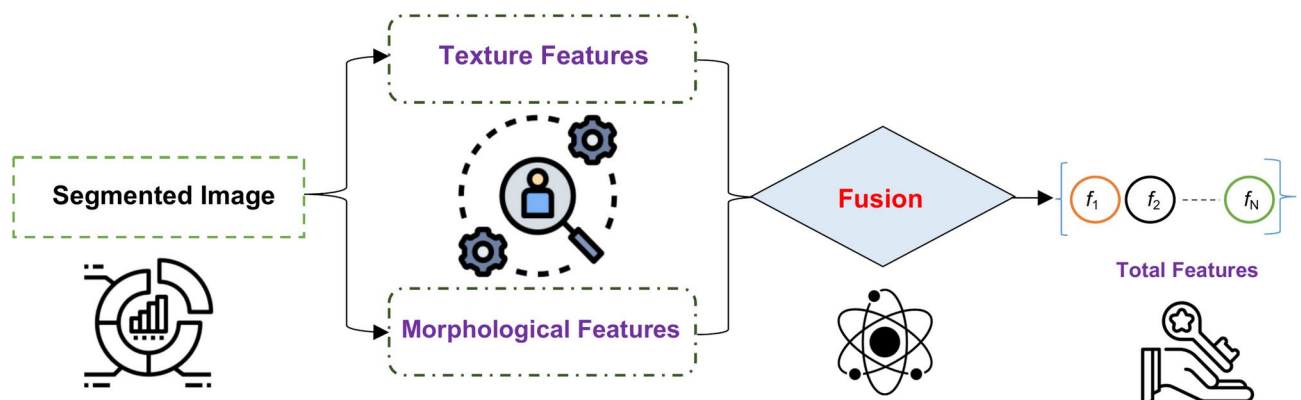 Texture Features
Segmented Image
Fusion
f1 f2 fN
Total Features
Morphological Features